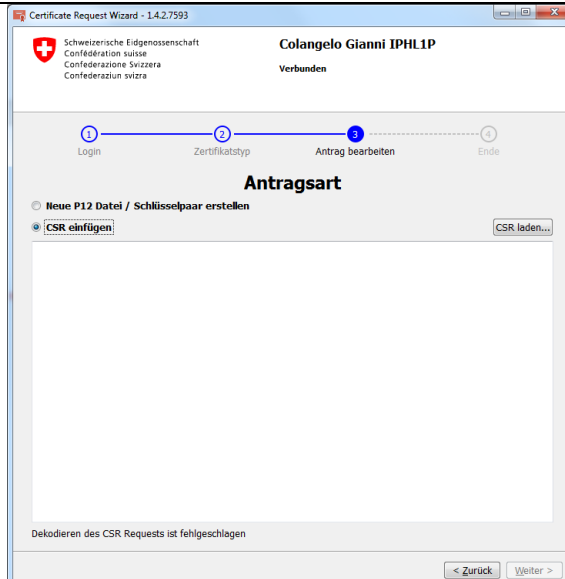 Certificate Request Wizard - 1.4.2.7593
Schweizerische Eidgenossenschaft
Confédération suisse
Confederazione Svizzera
Confederaziun svizra
Colangelo Gianni IPHL1P
Verbunden
1
2
3
4
Login
Zertifikatstyp
Antrag bearbeiten
Ende
Antragsart
Neue P12 Datei / Schlüsselpaar erstellen
CSR einfügen
CSR laden...
Dekodieren des CSR Requests ist fehlgeschlagen
< Zurück
Weiter >